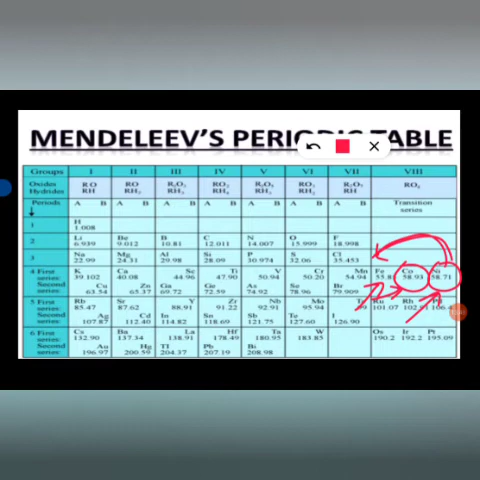 MENDELEEV'S PERIODIC TABLE
Groups I II III IV V VI VII VIII
Oxides RO RO R₂O₃ RO₂ R₂O₅ RO₃ R₂O₇ RO₄
Hydrides RH RH₂ RH₃ RH₄ RH₃ RH₂ RH
Periods A B A B A B A B A B A B A B Transition
series
1 H
1.008
2 Li Be B C N O F
6.939 9.012 10.81 12.011 14.007 15.999 18.998
3 Na Mg Al Si P S Cl
22.99 24.31 29.98 28.09 30.974 32.06 35.453
4 First K Ca Sc Ti V Cr Mn Fe Co Ni
series: 39.102 40.08 44.96 47.90 50.94 50.20 54.94 55.8 58.93 58.71
Second Cu Zn Ga Ge As Se Br
series: 63.54 65.37 69.72 72.59 74.92 78.96 79.909
5 First Rb Sr Y Zr Nb Mo Ru Rh Pd
series: 85.47 87.62 88.91 91.22 92.91 95.94 101.07 106.4
Second Ag Cd In Sn Sb Te I
series: 107.87 112.40 114.82 118.69 121.75 127.60 126.90
6 First Cs Ba La Hf Ta W Os Ir Pt
series: 132.90 137.34 138.91 178.49 180.95 183.85 190.2 192.2 195.09
Second Au Hg Tl Pb Bi
series: 196.97 200.59 204.37 207.19 208.98